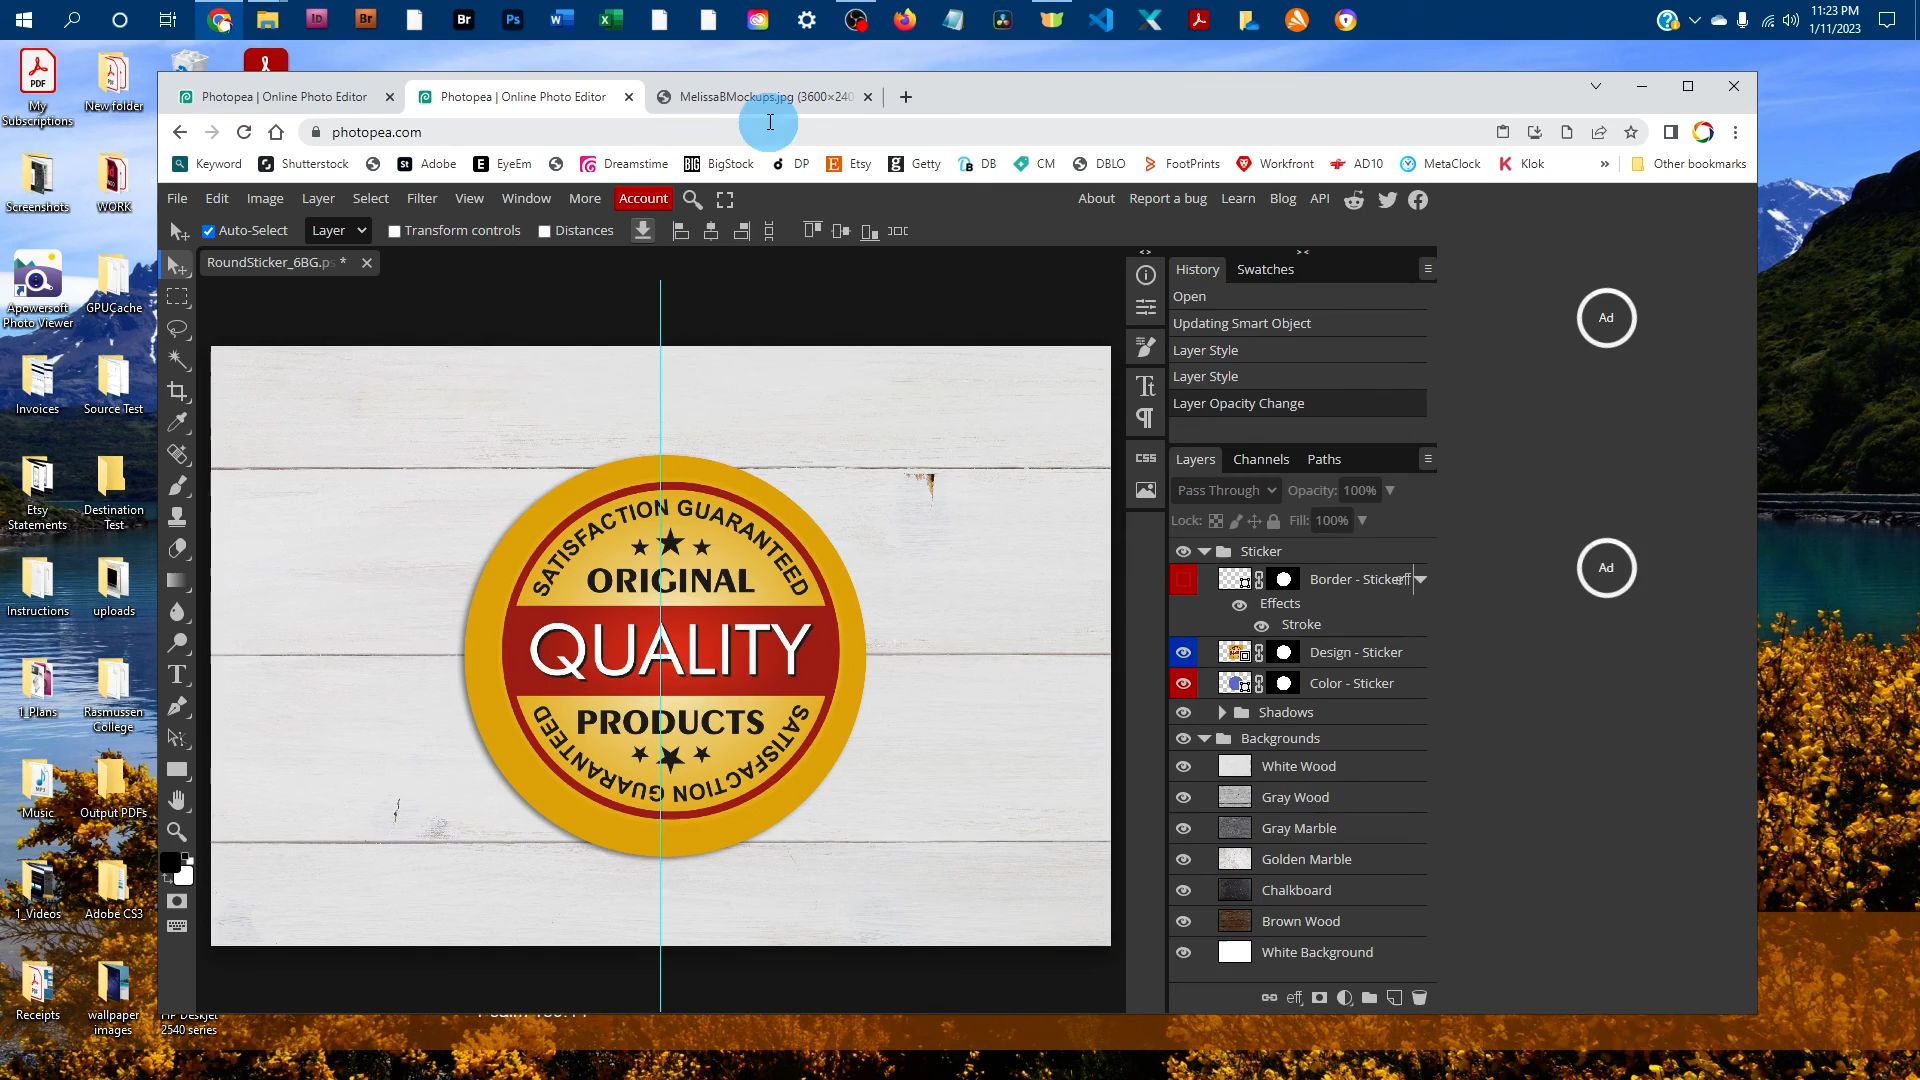 11:23 PM
1/11/2023
My Subscriptions
New folder
Screenshots
WORK
Apowersoft Photo Viewer
GPUCache
Invoices
Source Test
Etsy Statements
Destination Test
Instructions
uploads
1_Plans
Rasmussen College
Music
Output PDFs
1_Videos
Adobe CS3
Receipts
wallpaper images
2540 series
Photopea | Online Photo Editor
Photopea | Online Photo Editor
MelissaBMockups.jpg (3600×240
photopea.com
Keyword
Shutterstock
Adobe
EyeEm
Dreamstime
BigStock
DP
Etsy
Getty
DB
CM
DBLO
FootPrints
Workfront
AD10
MetaClock
Klok
Other bookmarks
File Edit Image Layer Select Filter View Window More Account
About Report a bug Learn Blog API
Auto-Select Layer Transform controls Distances
RoundSticker_6BG.ps *
SATISFACTION GUARANTEED
ORIGINAL
QUALITY
PRODUCTS
SATISFACTION GUARANTEED
CSS
History Swatches
Open
Updating Smart Object
Layer Style
Layer Style
Layer Opacity Change
Layers Channels Paths
Pass Through Opacity: 100%
Lock: Fill: 100%
Sticker
Border - Sticker eff
Effects
Stroke
Design - Sticker
Color - Sticker
Shadows
Backgrounds
White Wood
Gray Wood
Gray Marble
Golden Marble
Chalkboard
Brown Wood
White Background
eff
Ad
Ad